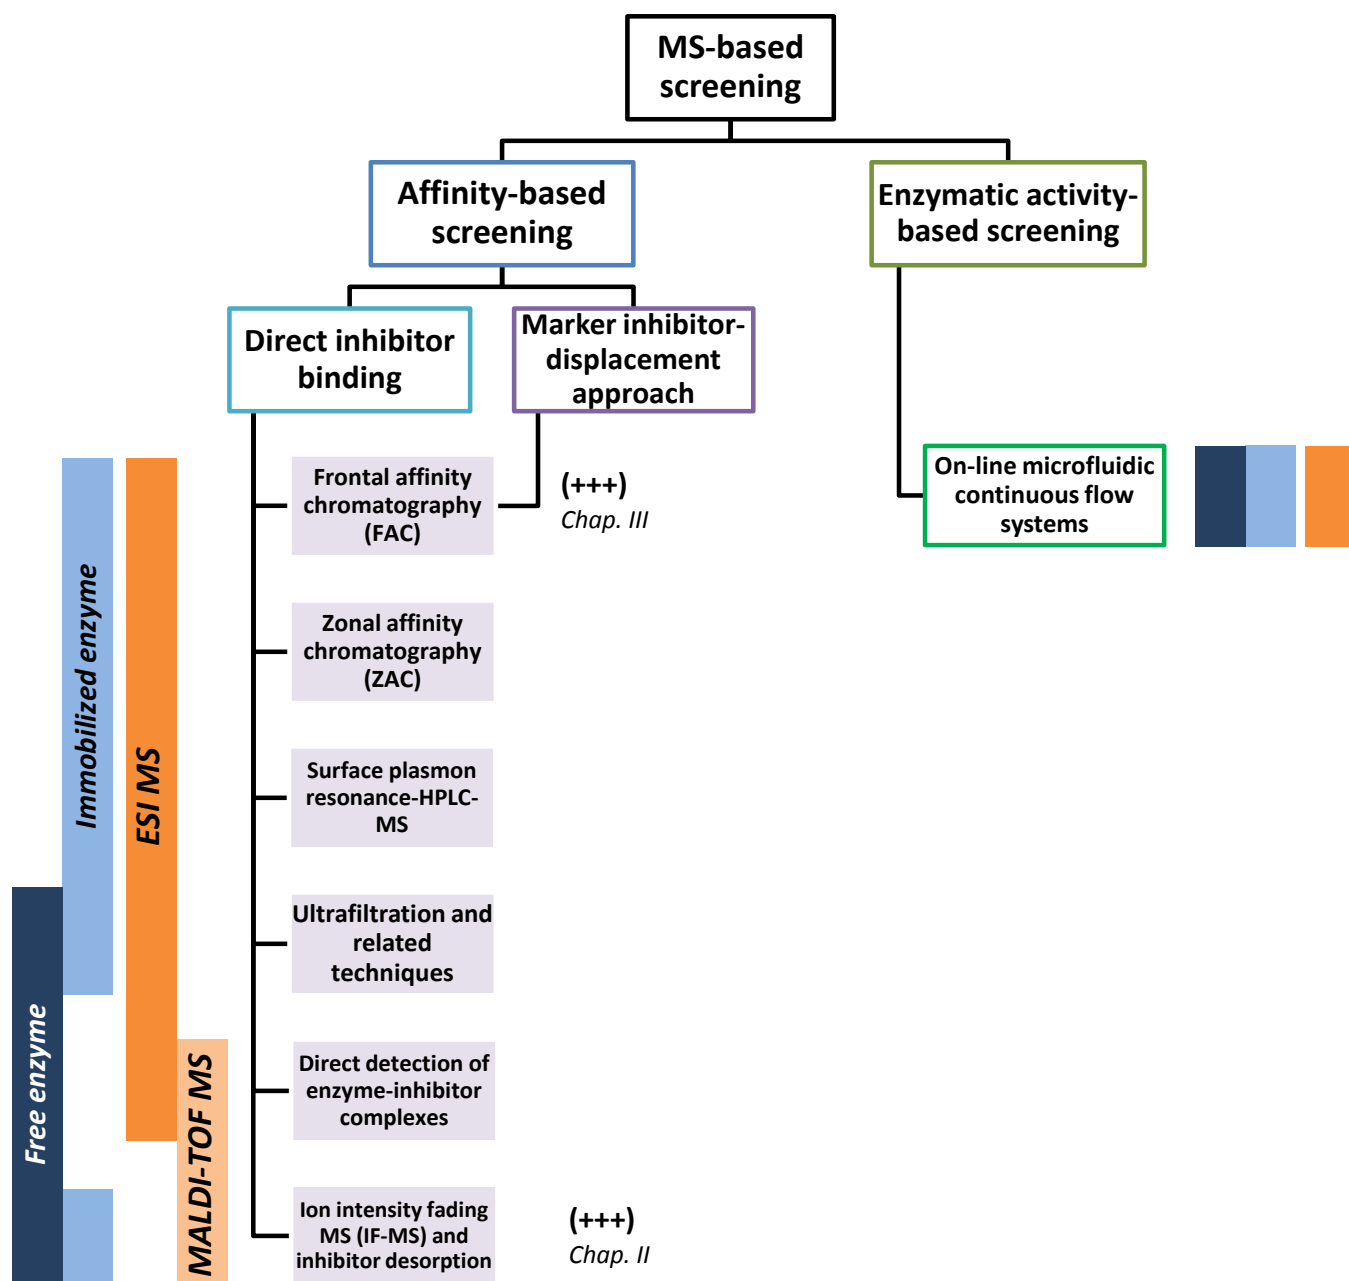 MS-based
screening
Affinity-based
screening
Enzymatic activity-
based screening
Direct inhibitor
binding
Marker inhibitor-
displacement
approach
Frontal affinity
chromatography
(FAC)
(+++)
Chap. III
On-line microfluidic
continuous flow
systems
Zonal affinity
chromatography
(ZAC)
Surface plasmon
resonance-HPLC-
MS
Ultrafiltration and
related
techniques
Direct detection of
enzyme-inhibitor
complexes
Ion intensity fading
MS (IF-MS) and
inhibitor desorption
(+++)
Chap. II
Free enzyme
Immobilized enzyme
ESI MS
MALDI-TOF MS